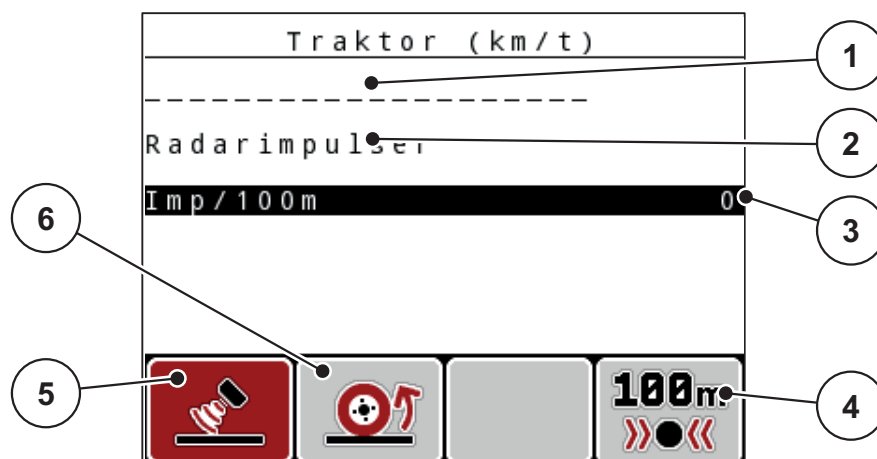 Traktor (km/t)
--------------------
Radarimpulser
Imp/100m 0
100m
1
2
3
4
5
6